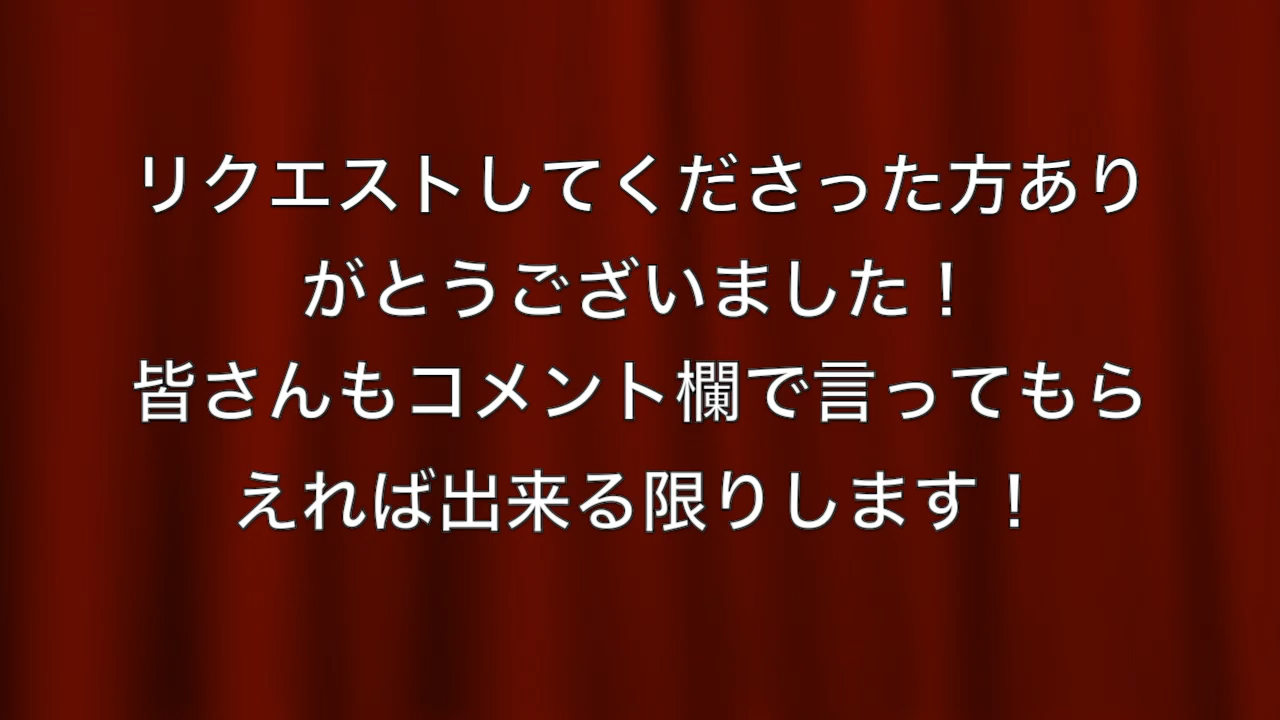 リクエストしてくださった方あり
がとうございました！
皆さんもコメント欄で言ってもら
えれば出来る限りします！